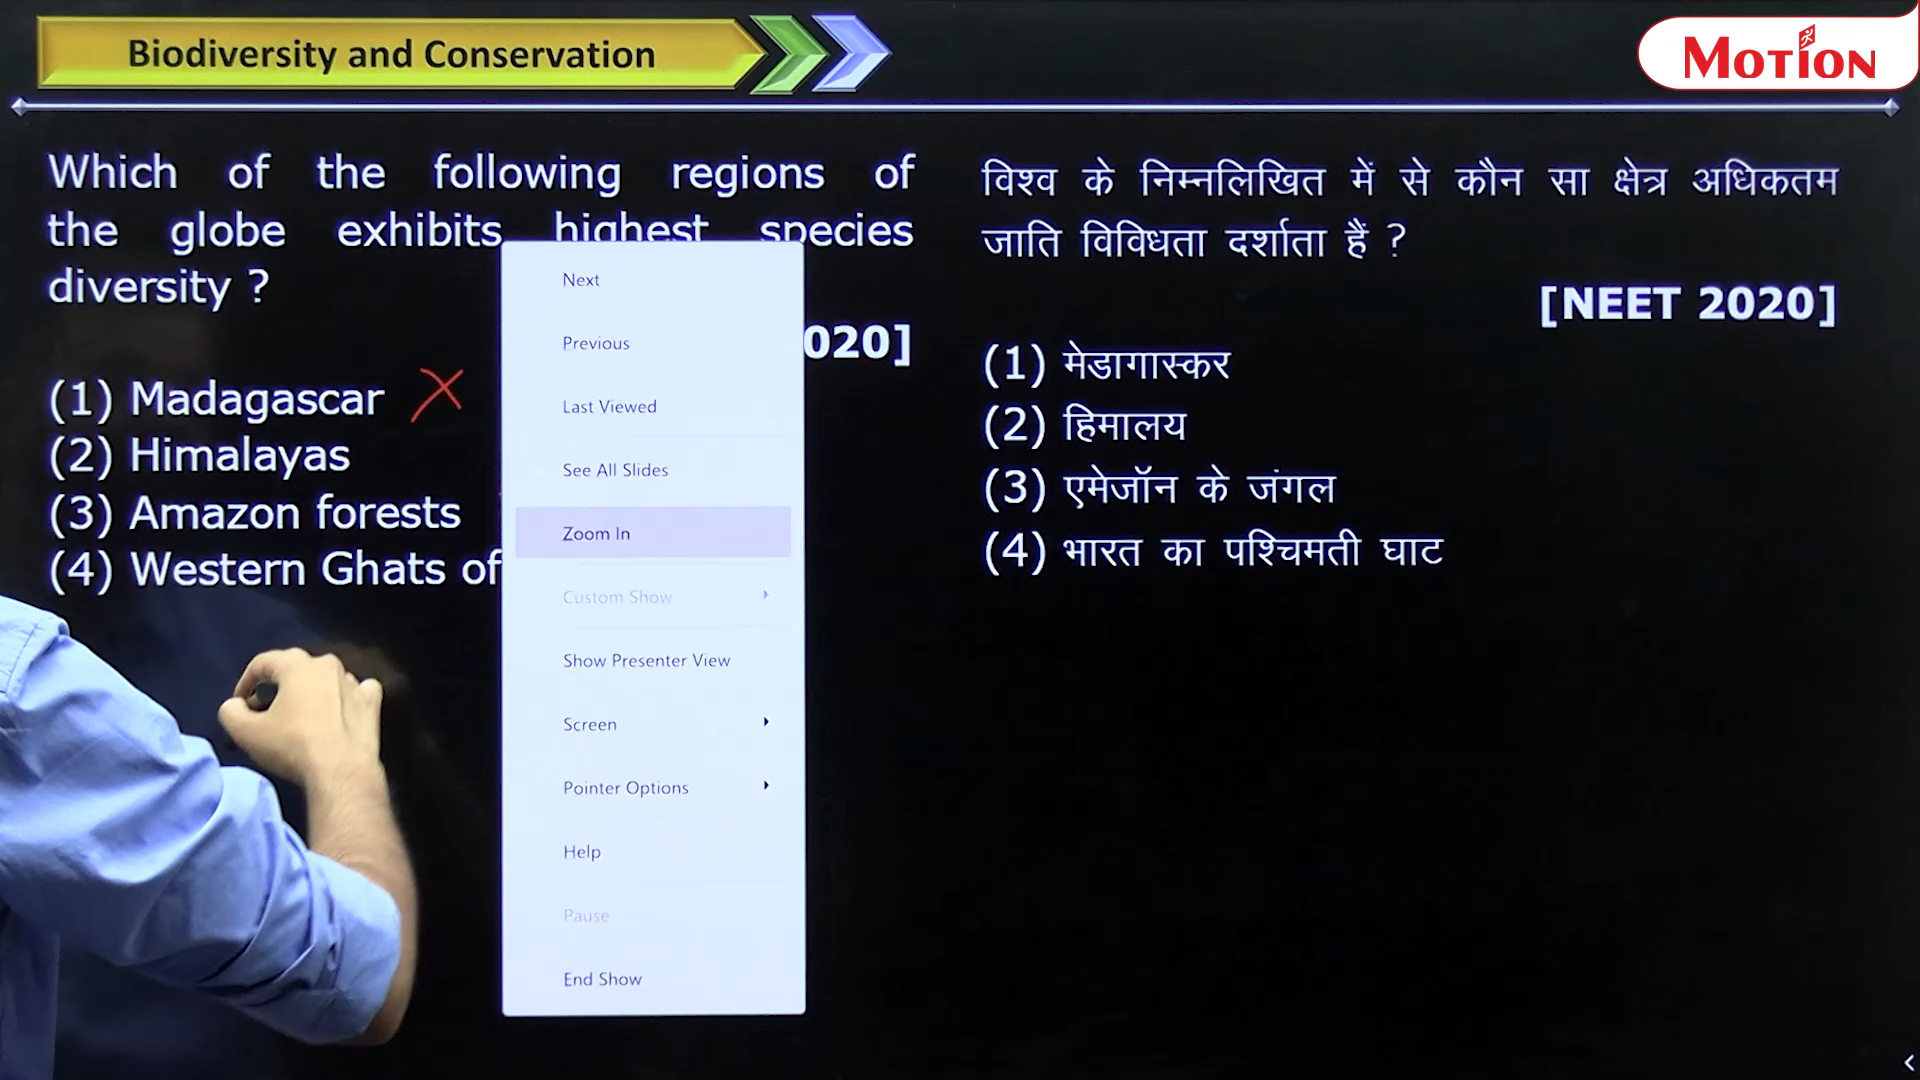 Biodiversity and Conservation
MOTION
Which of the following regions of
the globe exhibits highest species
diversity ?
020]
(1) Madagascar
(2) Himalayas
(3) Amazon forests
(4) Western Ghats of
Next
Previous
Last Viewed
See All Slides
Zoom In
Custom Show
Show Presenter View
Screen
Pointer Options
Help
Pause
End Show
विश्व के निम्नलिखित में से कौन सा क्षेत्र अधिकतम
जाति विविधता दर्शाता हैं ?
[NEET 2020]
(1) मेडागास्कर
(2) हिमालय
(3) एमेजॉन के जंगल
(4) भारत का पश्चिमती घाट